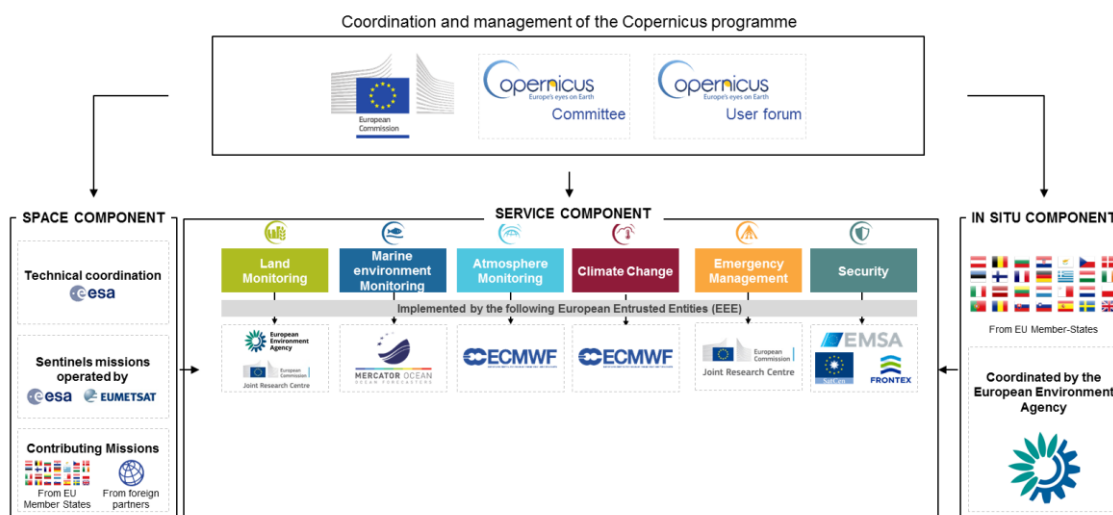 Coordination and management of the Copernicus programme
European
Commission
Copernicus
Europe's eyes on Earth
Committee
Copernicus
Europe's eyes on Earth
User forum
SPACE COMPONENT
Technical coordination
esa
Sentinels missions
operated by
esa
EUMETSAT
Contributing Missions
From EU
Member States
From foreign
partners
SERVICE COMPONENT
Land
Monitoring
Marine
environment
Monitoring
Atmosphere
Monitoring
Climate Change
Emergency
Management
Security
Implemented by the following European Entrusted Entities (EEE)
European
Environment
Agency
European
Commission
Joint Research Centre
MERCATOR OCEAN
OCEAN FORECASTERS
ECMWF
ECMWF
European
Commission
Joint Research Centre
EMSA
SatCen
FRONTEX
IN SITU COMPONENT
From EU Member-States
Coordinated by the
European Environment
Agency